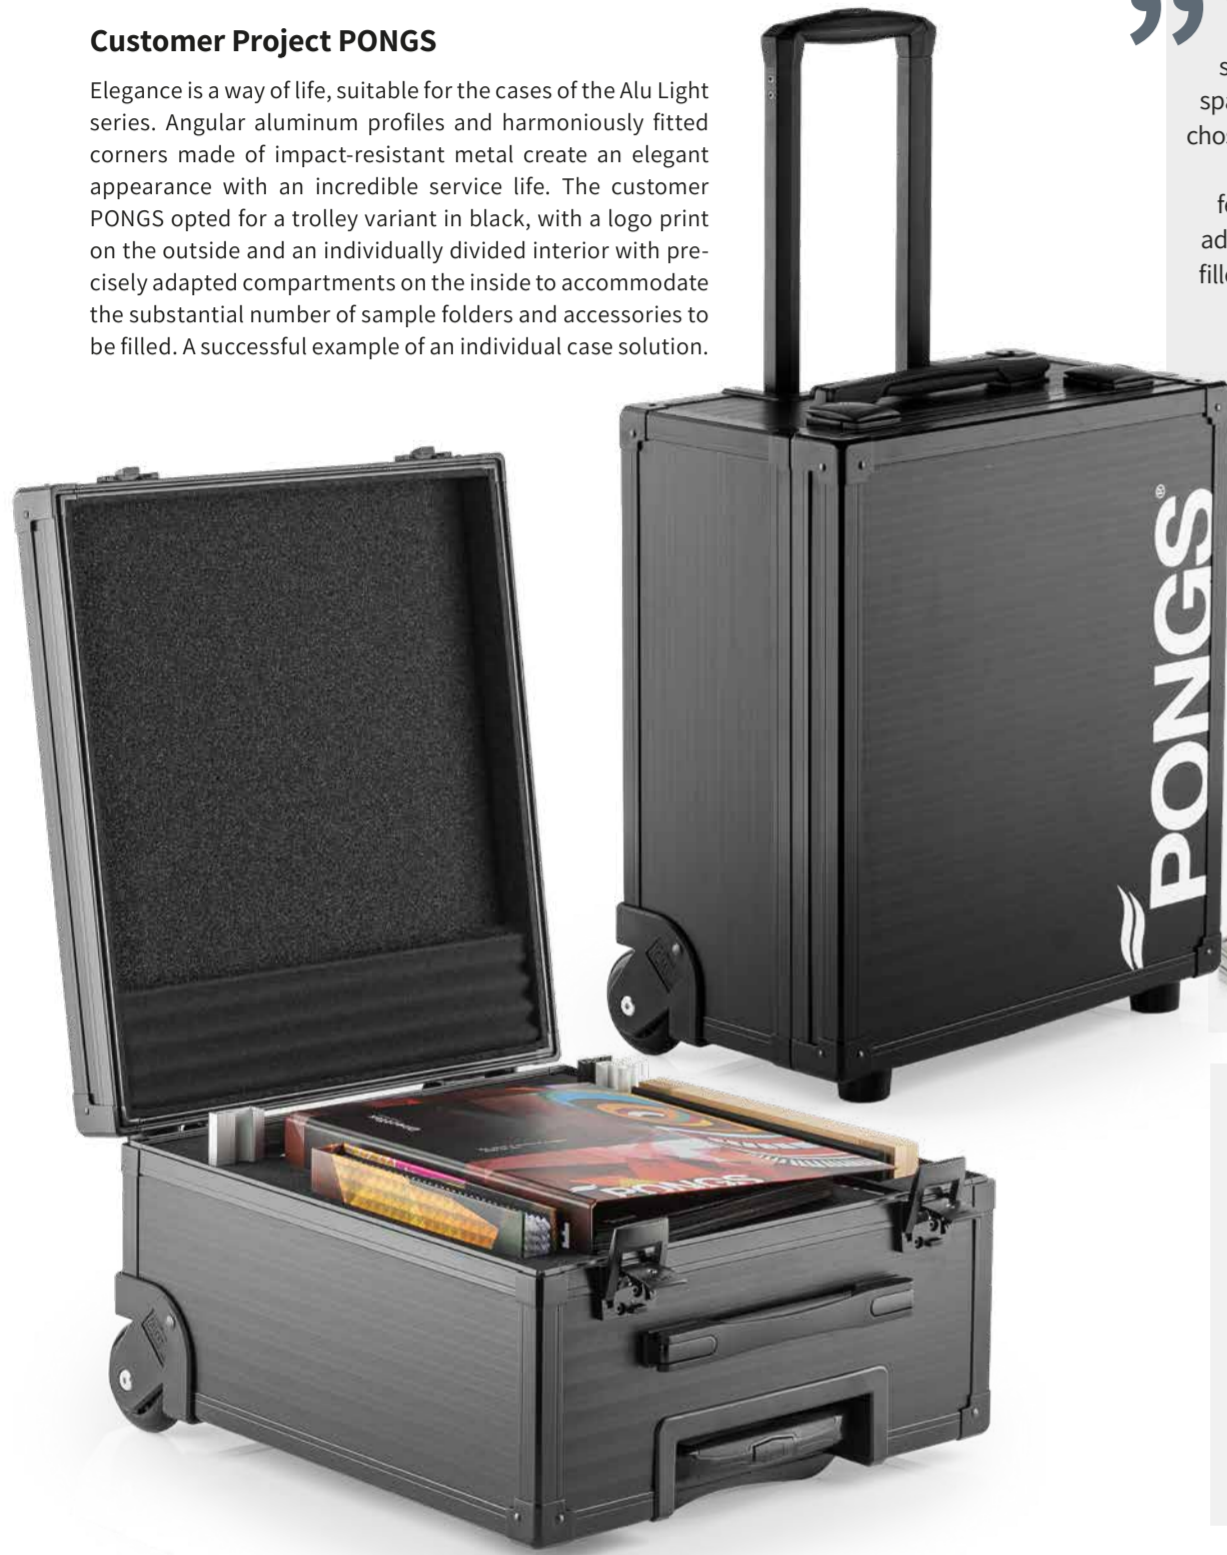 Customer Project PONGS
Elegance is a way of life, suitable for the cases of the Alu Light
series. Angular aluminum profiles and harmoniously fitted
corners made of impact-resistant metal create an elegant
appearance with an incredible service life. The customer
PONGS opted for a trolley variant in black, with a logo print
on the outside and an individually divided interior with pre-
cisely adapted compartments on the inside to accommodate
the substantial number of sample folders and accessories to
be filled. A successful example of an individual case solution.
”
PONGS®
PONGS